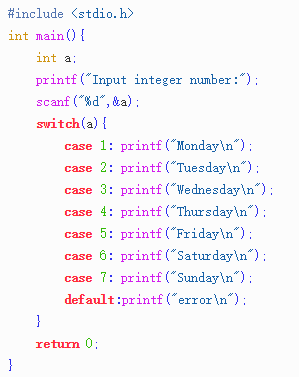 #include <stdio.h>
int main(){
    int a;
    printf("Input integer number:");
    scanf("%d",&a);
    switch(a){
        case 1: printf("Monday\n");
        case 2: printf("Tuesday\n");
        case 3: printf("Wednesday\n");
        case 4: printf("Thursday\n");
        case 5: printf("Friday\n");
        case 6: printf("Saturday\n");
        case 7: printf("Sunday\n");
        default:printf("error\n");
    }
    return 0;
}